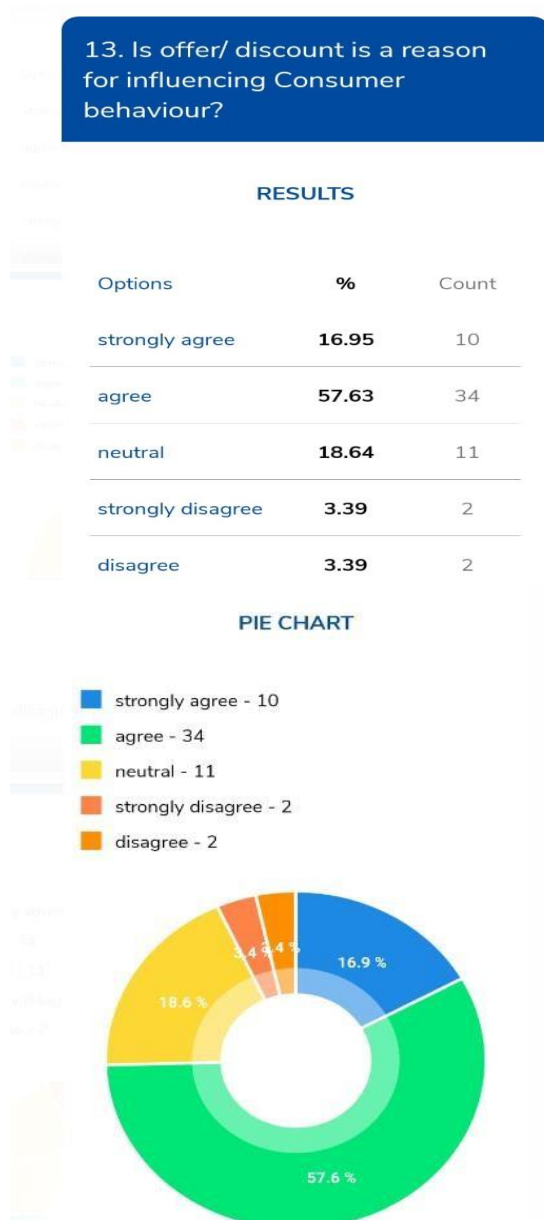 13. Is offer/ discount is a reason
for influencing Consumer
behaviour?
RESULTS
Options % Count
strongly agree 16.95 10
agree 57.63 34
neutral 18.64 11
strongly disagree 3.39 2
disagree 3.39 2
PIE CHART
strongly agree - 10
agree - 34
neutral - 11
strongly disagree - 2
disagree - 2
16.9 %
18.6 %
57.6 %